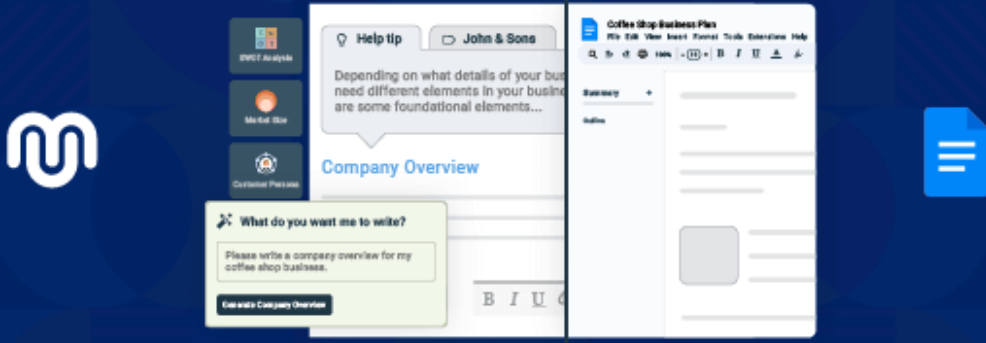 SWOT Analysis
Market Size
Customer Persona
Help tip
John & Sons
Depending on what details of your bus
need different elements in your busine
are some foundational elements...
Company Overview
What do you want me to write?
Please write a company overview for my
coffee shop business.
Generate Company Overview
B I U
Coffee Shop Business Plan
File Edit View Insert Format Tools Extensions Help
100%
B I U A
Summary +
Outline